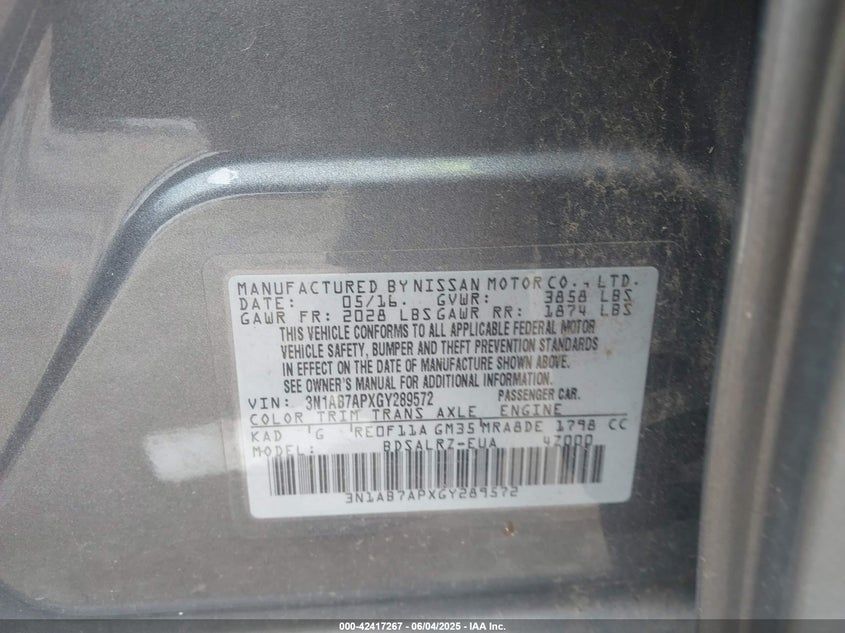 MANUFACTURED BY NISSAN MOTOR CO., LTD.
DATE: 05/16. GVWR: 3858 LBS
GAWR FR: 2028 LBS GAWR RR: 1874 LBS
THIS VEHICLE CONFORMS TO ALL APPLICABLE FEDERAL MOTOR
VEHICLE SAFETY, BUMPER AND THEFT PREVENTION STANDARDS
IN EFFECT ON THE DATE OF MANUFACTURE SHOWN ABOVE.
SEE OWNER'S MANUAL FOR ADDITIONAL INFORMATION.
VIN: 3N1AB7APXGY289572 PASSENGER CAR.
COLOR TRIM TRANS AXLE ENGINE
KAD G RE0F11A GM35 MRA8DE 1798 CC
MODEL: BDSALRZ-EUA 4Z000
3N1AB7APXGY289572
000-42417267 - 06/04/2025 - IAA Inc.